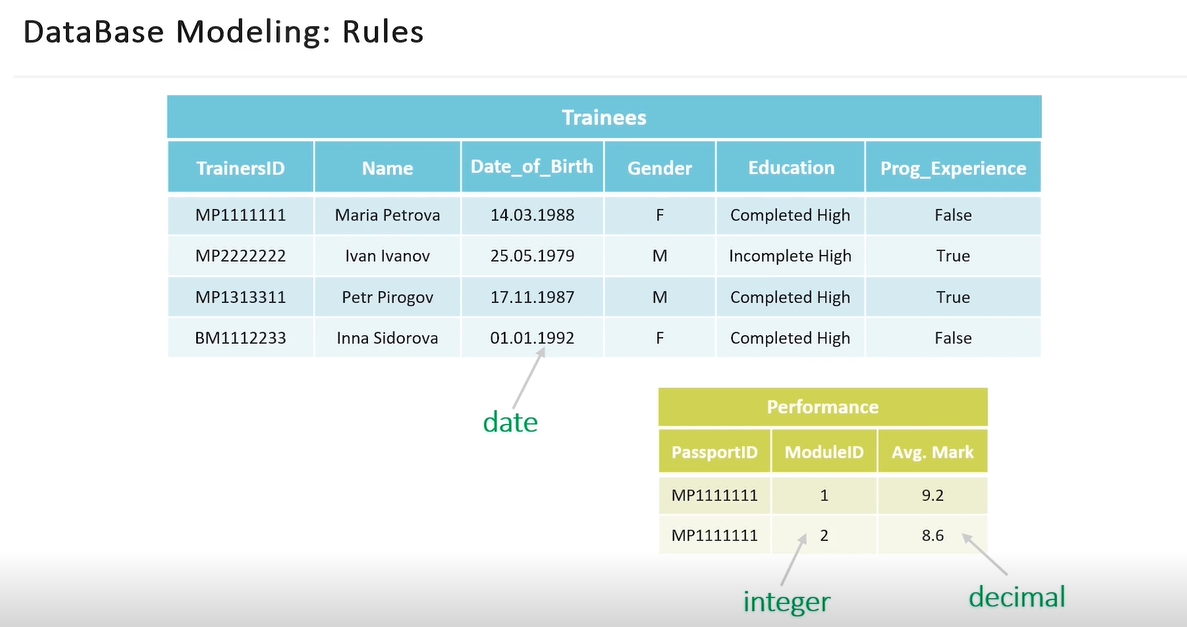 DataBase Modeling: Rules
Trainees
TrainersID Name Date_of_Birth Gender Education Prog_Experience
MP1111111 Maria Petrova 14.03.1988 F Completed High False
MP2222222 Ivan Ivanov 25.05.1979 M Incomplete High True
MP1313311 Petr Pirogov 17.11.1987 M Completed High True
BM1112233 Inna Sidorova 01.01.1992 F Completed High False
date
Performance
PassportID ModuleID Avg. Mark
MP1111111 1 9.2
MP1111111 2 8.6
integer decimal